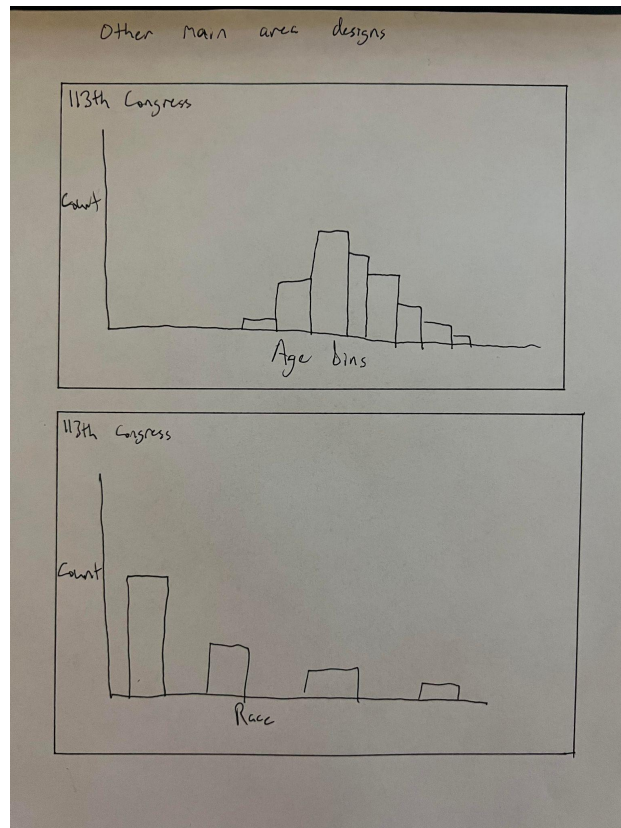 Other main area designs
113th Congress
Count
Age bins
113th Congress
Count
Race